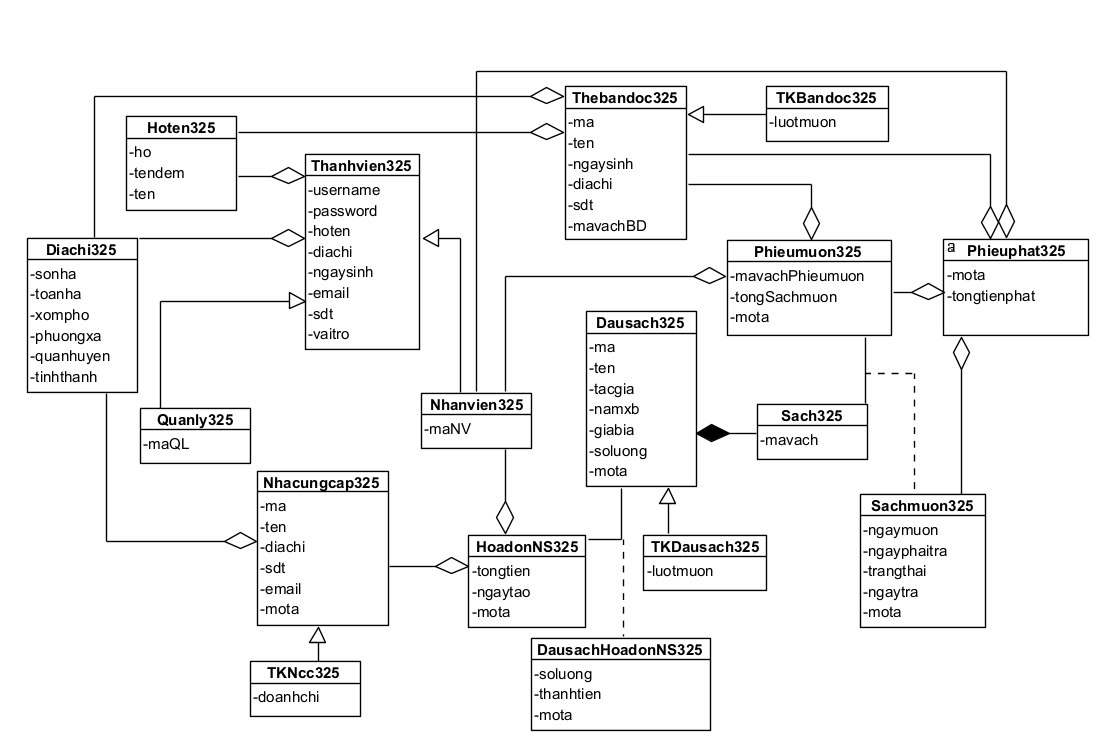 Thebandoc325
-ma
-ten
-ngaysinh
-diachi
-sdt
-mavachBD
TKBandoc325
-luotmuon
Hoten325
-ho
-tendem
-ten
Thanhvien325
-username
-password
-hoten
-diachi
-ngaysinh
-email
-sdt
-vaitro
Diachi325
-sonha
-toanha
-xompho
-phuongxa
-quanhuyen
-tinhthanh
Phieumuon325
-mavachPhieumuon
-tongSachmuon
-mota
a
Phieuphat325
-mota
-tongtienphat
Dausach325
-ma
-ten
-tacgia
-namxb
-giabia
-soluong
-mota
Nhanvien325
-maNV
Quanly325
-maQL
Sach325
-mavach
Nhacungcap325
-ma
-ten
-diachi
-sdt
-email
-mota
HoadonNS325
-tongtien
-ngaytao
-mota
TKDausach325
-luotmuon
Sachmuon325
-ngaymuon
-ngayphaitra
-trangthai
-ngaytra
-mota
DausachHoadonNS325
-soluong
-thanhtien
-mota
TKNcc325
-doanhchi